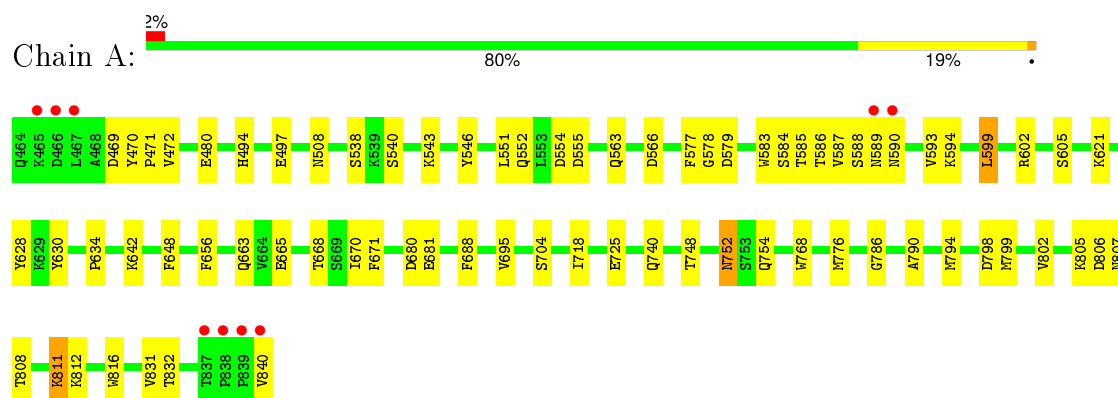 2%
Chain A:
80% 19% •
Q464 K465 D466 L467 A468 D469 Y470 P471 V472 E480 H494 E497 N508 S538 K539 S540 K543 Y546 L551 Q552 L553 D554 D555 Q563 D566 F577 G578 D579 W583 S584 T585 T586 V587 S588 N589 N590 V593 K594 L599 R602 S605 K621
Y628 K629 Y630 P634 K642 F648 F656 Q663 V664 E665 T668 S669 I670 F671 D680 E681 F688 V695 S704 I718 E725 Q740 T748 N752 S753 Q754 W768 M776 G786 A790 M794 D798 M799 V802 K805 D806 N807
T808 K811 K812 W816 V831 T832 T837 P838 P839 V840